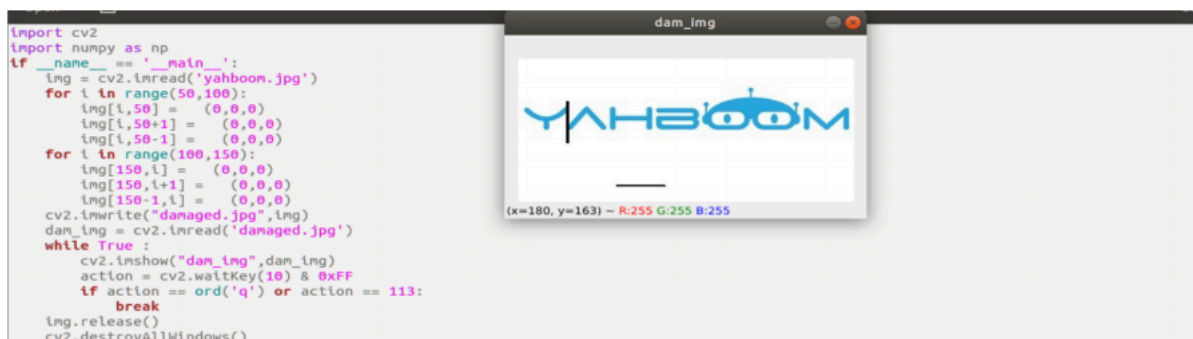 import cv2
import numpy as np
if __name__ == '__main__':
    img = cv2.imread('yahboom.jpg')
    for i in range(50,100):
        img[i,50] =   (0,0,0)
        img[i,50+1] =   (0,0,0)
        img[i,50-1] =   (0,0,0)
    for i in range(100,150):
        img[150,i] =   (0,0,0)
        img[150,i+1] =   (0,0,0)
        img[150-1,i] =   (0,0,0)
    cv2.imwrite("damaged.jpg",img)
    dam_img = cv2.imread('damaged.jpg')
    while True :
        cv2.imshow("dam_img",dam_img)
        action = cv2.waitKey(10) & 0xFF
        if action == ord('q') or action == 113:
            break
    img.release()
    cv2.destroyAllWindows()
dam_img
YAHBOOM
(x=180, y=163) ~ R:255 G:255 B:255